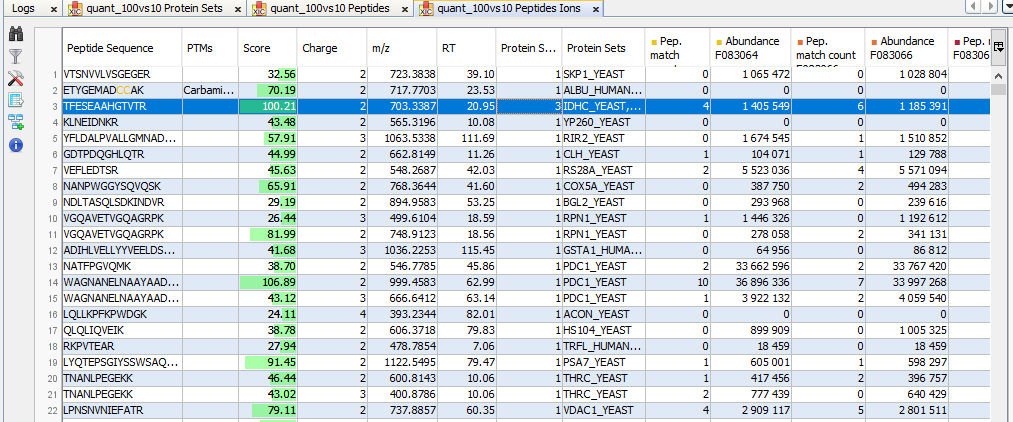 Logs quant_100vs10 Protein Sets quant_100vs10 Peptides quant_100vs10 Peptides Ions
Peptide Sequence PTMs Score Charge m/z RT Protein S... Protein Sets Pep. match Abundance F083064 Pep. match count Abundance F083066
1 VTSNVVLVSGEGER 32.56 2 723.3838 39.10 1 SKP1_YEAST 0 1 065 472 0 1 028 804
2 ETYGEMADCCAK Carbami... 70.19 2 717.7703 23.53 1 ALBU_HUMAN... 0 0 0 0
3 TFESEAAHGTVTR 100.21 2 703.3387 20.95 3 IDHC_YEAST,... 4 1 405 549 6 1 185 391
4 KLNEIDNKR 43.48 2 565.3196 10.08 1 YP260_YEAST 0 0 0 0
5 YFLDALPVALLGMNAD... 57.91 3 1063.5338 111.69 1 RIR2_YEAST 0 1 674 545 1 1 510 852
6 GDTPDQGHLQTR 44.99 2 662.8149 11.26 1 CLH_YEAST 1 104 071 1 129 788
7 VEFLEDTSR 45.63 2 548.2687 42.03 1 RS28A_YEAST 2 5 523 036 4 5 571 094
8 NANPWGGYSQVQSK 65.91 2 768.3644 41.60 1 COX5A_YEAST 0 387 750 2 494 283
9 NDLTASQLSDKINDVR 29.19 2 894.9583 53.25 1 BGL2_YEAST 0 293 968 0 239 616
10 VGQAVETVGQAGRPK 26.44 3 499.6104 18.59 1 RPN1_YEAST 1 1 446 326 0 1 192 612
11 VGQAVETVGQAGRPK 81.99 2 748.9123 18.56 1 RPN1_YEAST 0 278 058 2 341 131
12 ADIHLVELLYYVEELDS... 41.68 3 1036.2253 115.45 1 GSTA1_HUMA... 0 64 956 0 86 812
13 NATFPGVQMK 38.70 2 546.7785 45.86 1 PDC1_YEAST 2 33 662 596 2 33 767 420
14 WAGNANELNAAYAAD... 106.89 2 999.4583 62.99 1 PDC1_YEAST 10 36 896 336 7 33 997 268
15 WAGNANELNAAYAAD... 43.12 3 666.6412 63.14 1 PDC1_YEAST 1 3 922 132 2 4 059 540
16 LQLLKPFKPWDGK 24.11 4 393.2344 82.01 1 ACON_YEAST 0 0 0 0
17 QLQLIQVEIK 38.78 2 606.3718 79.83 1 HS104_YEAST 0 899 909 0 1 005 325
18 RKPVTEAR 27.94 2 478.7854 7.06 1 TRFL_HUMAN... 0 18 459 0 18 459
19 LYQTEPSGIYSSWSAQ... 91.45 2 1122.5495 79.47 1 PSA7_YEAST 1 605 001 1 598 297
20 TNANLPEGEKK 46.44 2 600.8143 10.06 1 THRC_YEAST 1 417 456 2 396 757
21 TNANLPEGEKK 43.02 3 400.8786 10.06 1 THRC_YEAST 2 777 439 0 640 429
22 LPNSNVNIEFATR 79.11 2 737.8857 60.35 1 VDAC1_YEAST 4 2 909 117 5 2 801 511